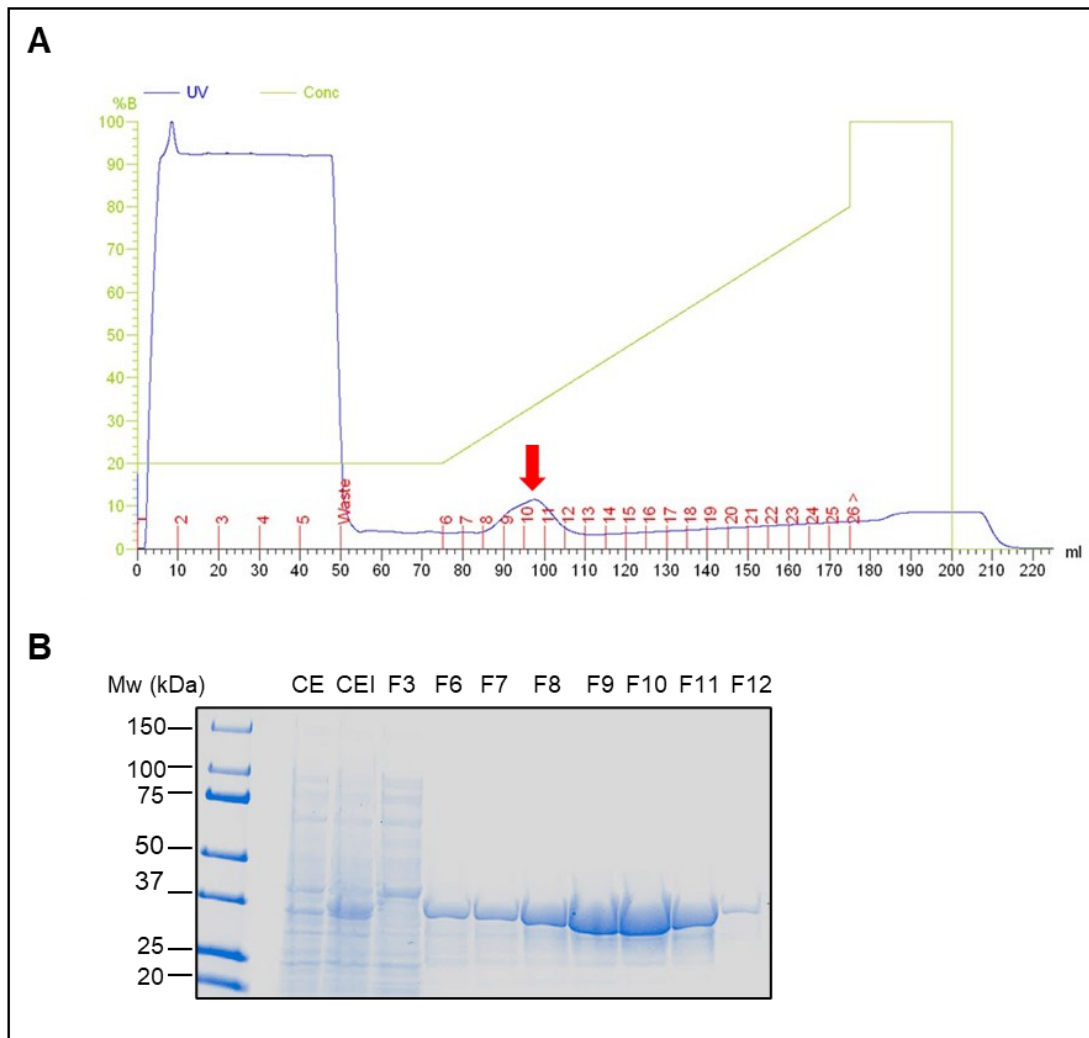 A
UV Conc
%B
100
90
80
70
60
50
40
30
20
10
0
1 2 3 4 5 Waste 6 7 8 9 10 11 12 13 14 15 16 17 18 19 20 21 22 23 24 25 26 >
0 10 20 30 40 50 60 70 80 90 100 110 120 130 140 150 160 170 180 190 200 210 220 ml
B
Mw (kDa) CE CEI F3 F6 F7 F8 F9 F10 F11 F12
150
100
75
50
37
25
20